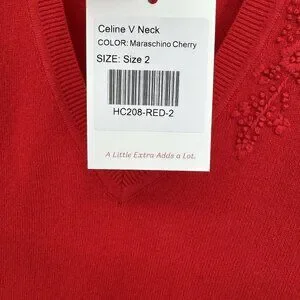 Celine V Neck
COLOR: Maraschino Cherry
SIZE: Size 2
HC208-RED-2
A Little Extra Adds a Lot.